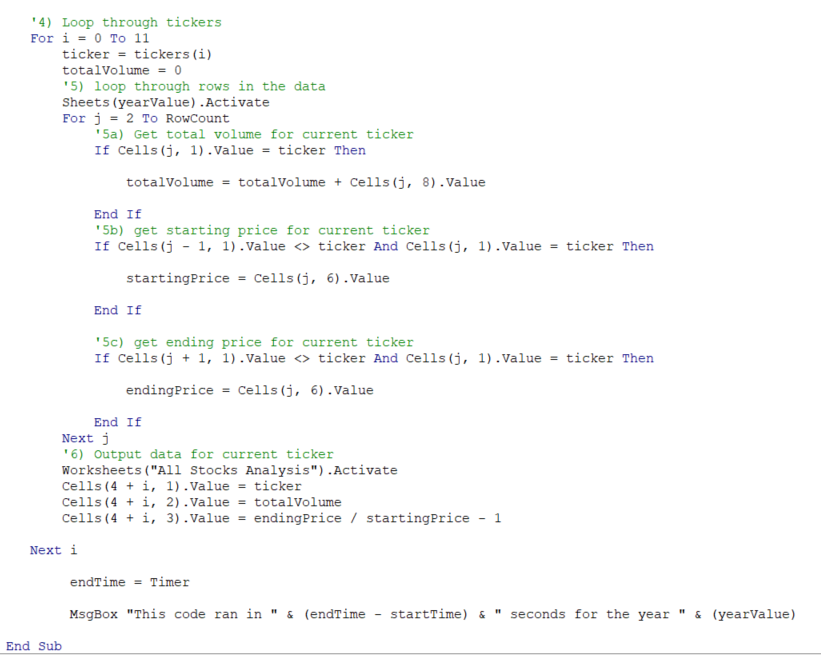 '4) Loop through tickers
For i = 0 To 11
ticker = tickers(i)
totalVolume = 0
'5) loop through rows in the data
Sheets(yearValue).Activate
For j = 2 To RowCount
'5a) Get total volume for current ticker
If Cells(j, 1).Value = ticker Then
totalVolume = totalVolume + Cells(j, 8).Value
End If
'5b) get starting price for current ticker
If Cells(j - 1, 1).Value <> ticker And Cells(j, 1).Value = ticker Then
startingPrice = Cells(j, 6).Value
End If
'5c) get ending price for current ticker
If Cells(j + 1, 1).Value <> ticker And Cells(j, 1).Value = ticker Then
endingPrice = Cells(j, 6).Value
End If
Next j
'6) Output data for current ticker
Worksheets("All Stocks Analysis").Activate
Cells(4 + i, 1).Value = ticker
Cells(4 + i, 2).Value = totalVolume
Cells(4 + i, 3).Value = endingPrice / startingPrice - 1
Next i
endTime = Timer
MsgBox "This code ran in " & (endTime - startTime) & " seconds for the year " & (yearValue)
End Sub